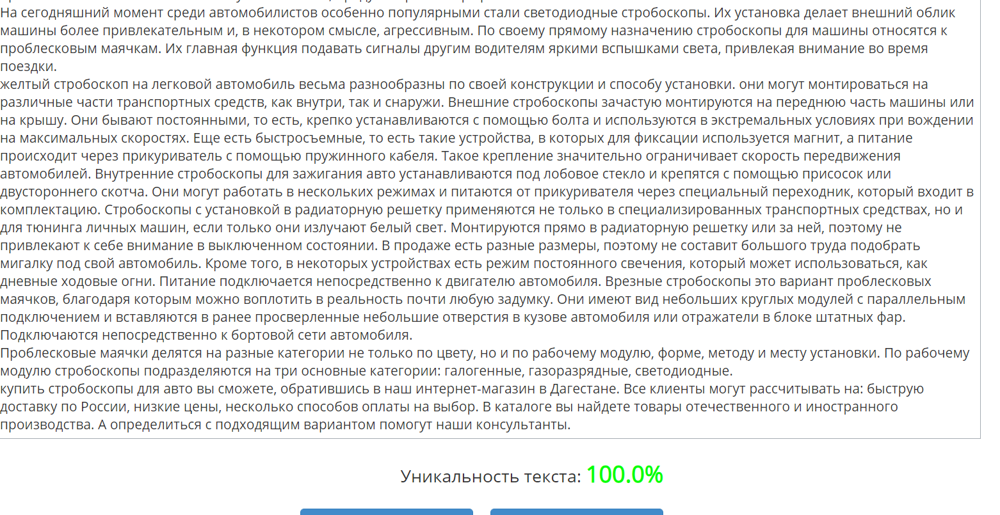 На сегодняшний момент среди автомобилистов особенно популярными стали светодиодные стробоскопы. Их установка делает внешний облик
машины более привлекательным и, в некотором смысле, агрессивным. По своему прямому назначению стробоскопы для машины относятся к
проблесковым маячкам. Их главная функция подавать сигналы другим водителям яркими вспышками света, привлекая внимание во время
поездки.
желтый стробоскоп на легковой автомобиль весьма разнообразны по своей конструкции и способу установки. они могут монтироваться на
различные части транспортных средств, как внутри, так и снаружи. Внешние стробоскопы зачастую монтируются на переднюю часть машины или
на крышу. Они бывают постоянными, то есть, крепко устанавливаются с помощью болта и используются в экстремальных условиях при вождении
на максимальных скоростях. Еще есть быстросъемные, то есть такие устройства, в которых для фиксации используется магнит, а питание
происходит через прикуриватель с помощью пружинного кабеля. Такое крепление значительно ограничивает скорость передвижения
автомобилей. Внутренние стробоскопы для зажигания авто устанавливаются под лобовое стекло и крепятся с помощью присосок или
двустороннего скотча. Они могут работать в нескольких режимах и питаются от прикуривателя через специальный переходник, который входит в
комплектацию. Стробоскопы с установкой в радиаторную решетку применяются не только в специализированных транспортных средствах, но и
для тюнинга личных машин, если только они излучают белый свет. Монтируются прямо в радиаторную решетку или за ней, поэтому не
привлекают к себе внимание в выключенном состоянии. В продаже есть разные размеры, поэтому не составит большого труда подобрать
мигалку под свой автомобиль. Кроме того, в некоторых устройствах есть режим постоянного свечения, который может использоваться, как
дневные ходовые огни. Питание подключается непосредственно к двигателю автомобиля. Врезные стробоскопы это вариант проблесковых
маячков, благодаря которым можно воплотить в реальность почти любую задумку. Они имеют вид небольших круглых модулей с параллельным
подключением и вставляются в ранее просверленные небольшие отверстия в кузове автомобиля или отражатели в блоке штатных фар.
Подключаются непосредственно к бортовой сети автомобиля.
Проблесковые маячки делятся на разные категории не только по цвету, но и по рабочему модулю, форме, методу и месту установки. По рабочему
модулю стробоскопы подразделяются на три основные категории: галогенные, газоразрядные, светодиодные.
купить стробоскопы для авто вы сможете, обратившись в наш интернет-магазин в Дагестане. Все клиенты могут рассчитывать на: быструю
доставку по России, низкие цены, несколько способов оплаты на выбор. В каталоге вы найдете товары отечественного и иностранного
производства. А определиться с подходящим вариантом помогут наши консультанты.
Уникальность текста: 100.0%